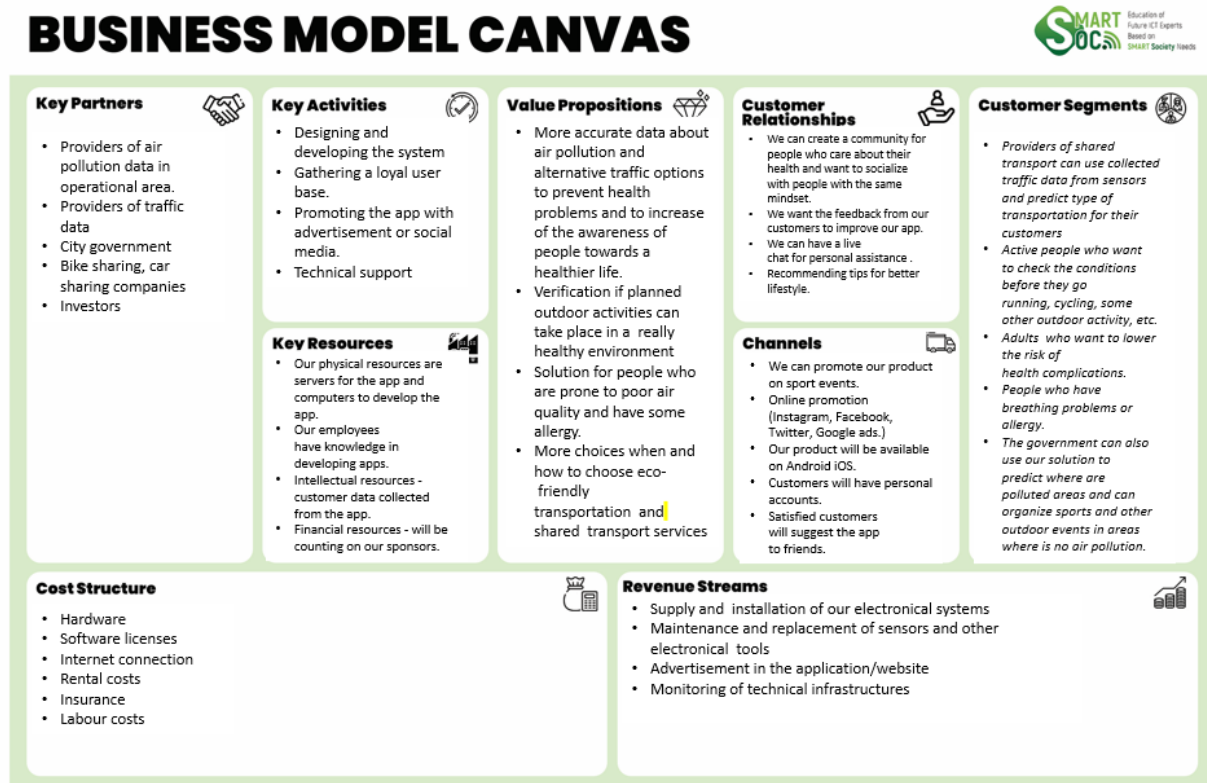 BUSINESS MODEL CANVAS
SMART
SOC
Education of
Future ICT Experts
Based on
SMART Society Needs
Key Partners
• Providers of air
pollution data in
operational area.
• Providers of traffic
data
• City government
• Bike sharing, car
sharing companies
• Investors
Key Activities
• Designing and
developing the system
• Gathering a loyal user
base.
• Promoting the app with
advertisement or social
media.
• Technical support
Key Resources
• Our physical resources are
servers for the app and
computers to develop the
app.
• Our employees
have knowledge in
developing apps.
• Intellectual resources -
customer data collected
from the app.
• Financial resources - will be
counting on our sponsors.
Value Propositions
• More accurate data about
air pollution and
alternative traffic options
to prevent health
problems and to increase
of the awareness of
people towards a
healthier life.
• Verification if planned
outdoor activities can
take place in a really
healthy environment
• Solution for people who
are prone to poor air
quality and have some
allergy.
• More choices when and
how to choose eco-
friendly
transportation and
shared transport services
Customer
Relationships
• We can create a community for
people who care about their
health and want to socialize
with people with the same
mindset.
• We want the feedback from our
customers to improve our app.
• We can have a live
chat for personal assistance .
• Recommending tips for better
lifestyle.
Channels
• We can promote our product
on sport events.
• Online promotion
(Instagram, Facebook,
Twitter, Google ads.)
• Our product will be available
on Android iOS.
• Customers will have personal
accounts.
• Satisfied customers
will suggest the app
to friends.
Customer Segments
• Providers of shared
transport can use collected
traffic data from sensors
and predict type of
transportation for their
customers
• Active people who want
to check the conditions
before they go
running, cycling, some
other outdoor activity, etc.
• Adults who want to lower
the risk of
health complications.
• People who have
breathing problems or
allergy.
• The government can also
use our solution to
predict where are
polluted areas and can
organize sports and other
outdoor events in areas
where is no air pollution.
Cost Structure
• Hardware
• Software licenses
• Internet connection
• Rental costs
• Insurance
• Labour costs
Revenue Streams
• Supply and installation of our electronical systems
• Maintenance and replacement of sensors and other
electronical tools
• Advertisement in the application/website
• Monitoring of technical infrastructures